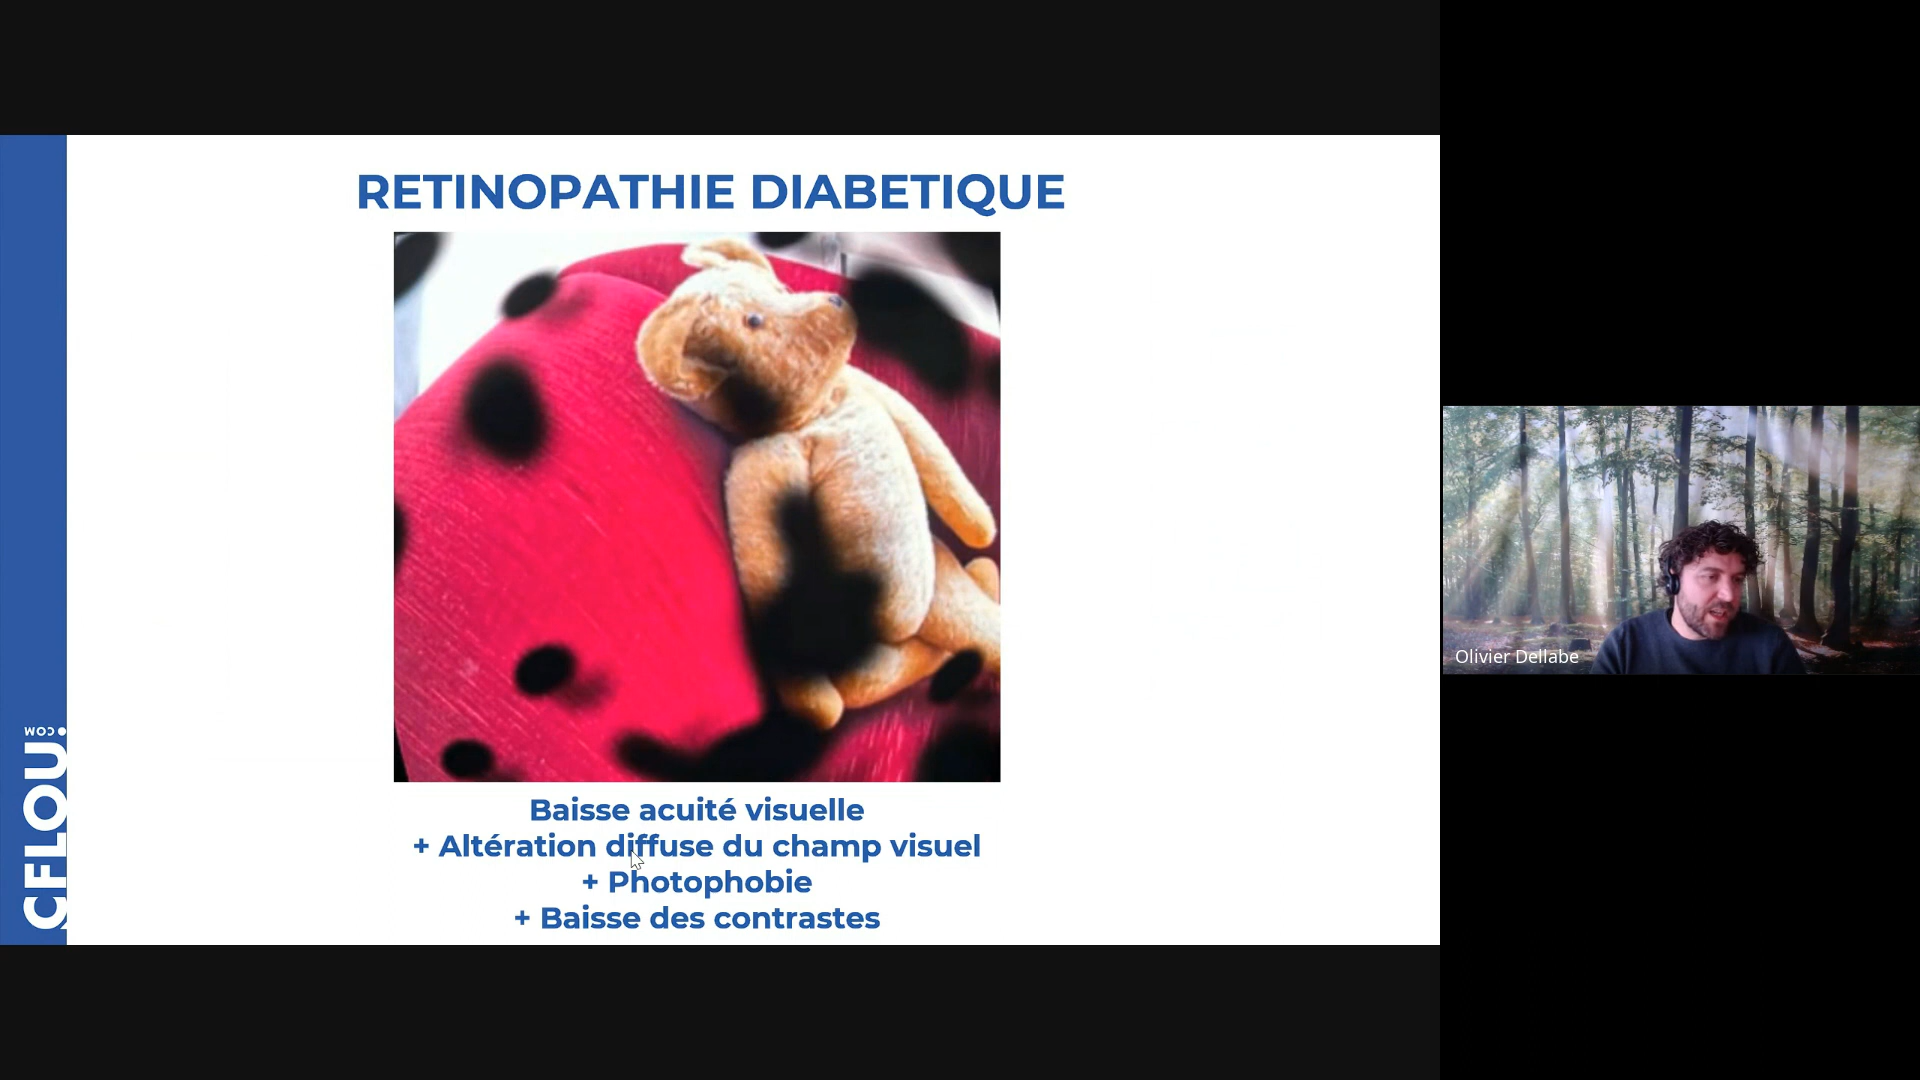 RETINOPATHIE DIABETIQUE
Baisse acuité visuelle
+ Altération diffuse du champ visuel
+ Photophobie
+ Baisse des contrastes
CFLOU.COM
Olivier Dellabe